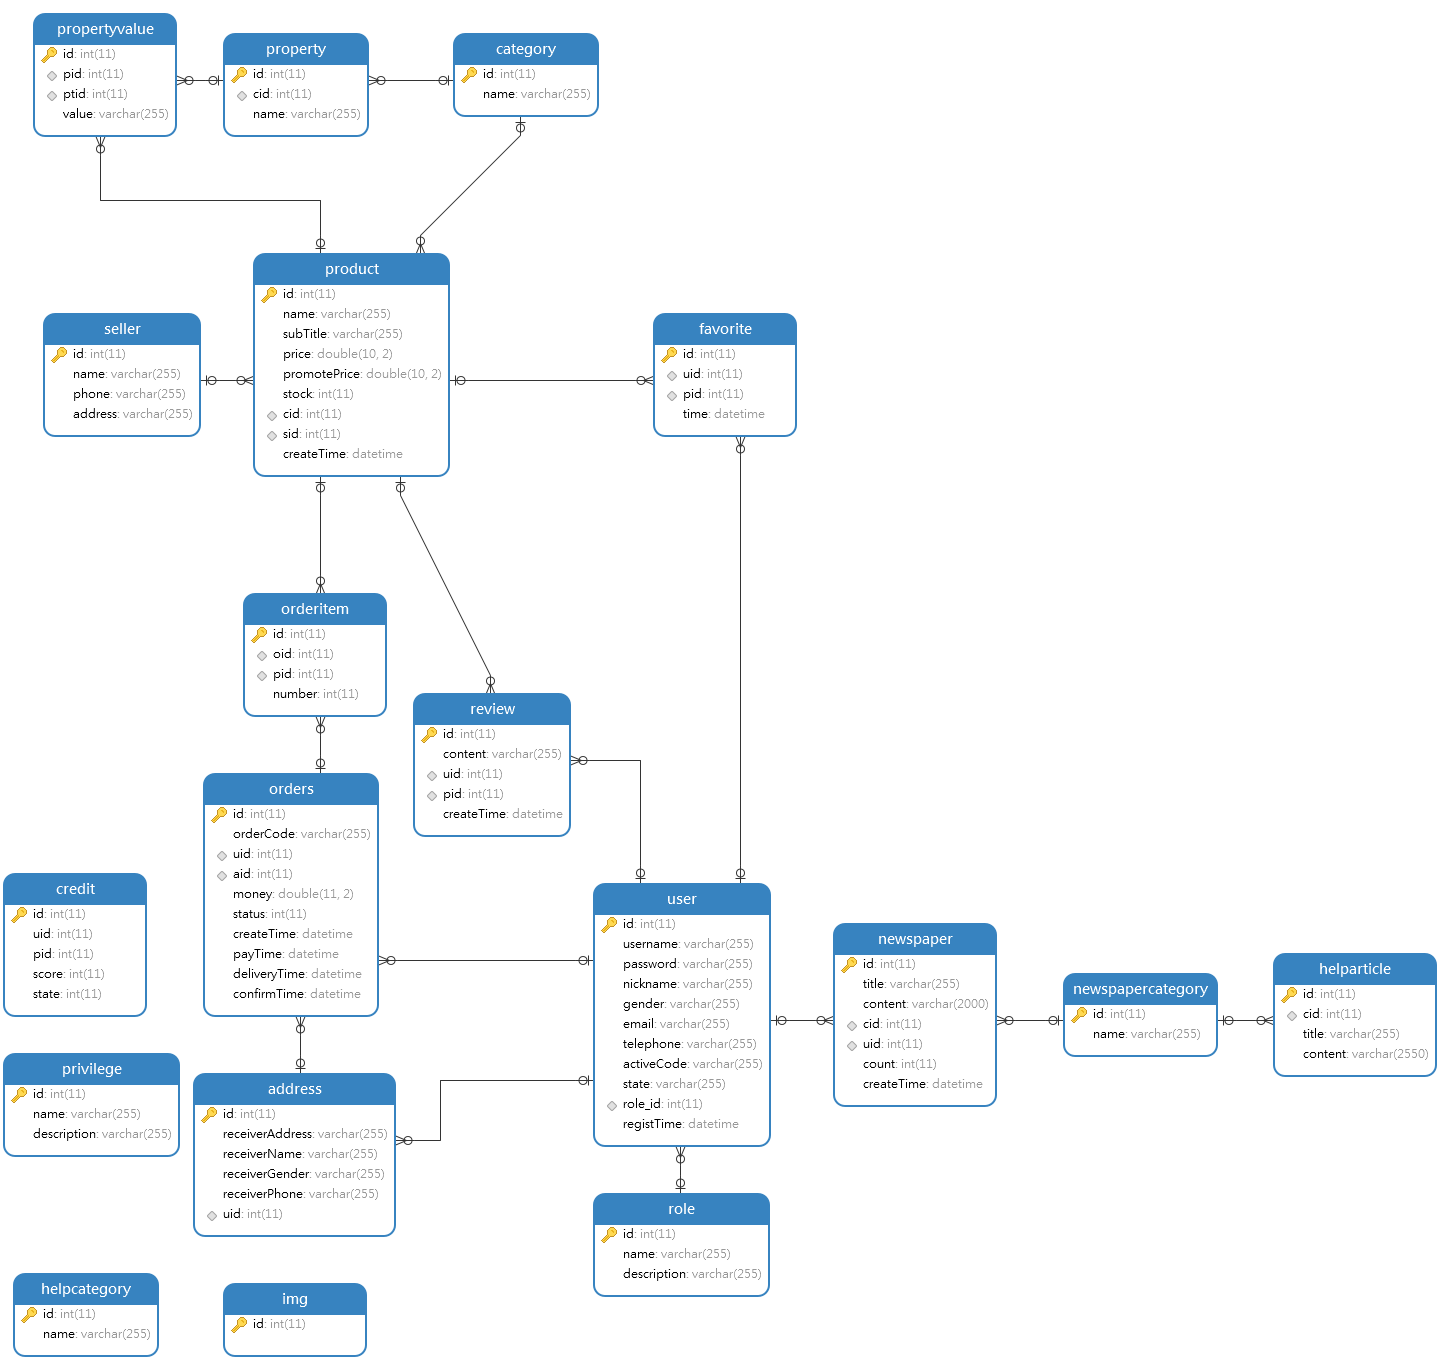 propertyvalue
id: int(11)
pid: int(11)
ptid: int(11)
value: varchar(255)
property
id: int(11)
cid: int(11)
name: varchar(255)
category
id: int(11)
name: varchar(255)
product
id: int(11)
name: varchar(255)
subTitle: varchar(255)
price: double(10, 2)
promotePrice: double(10, 2)
stock: int(11)
cid: int(11)
sid: int(11)
createTime: datetime
seller
id: int(11)
name: varchar(255)
phone: varchar(255)
address: varchar(255)
favorite
id: int(11)
uid: int(11)
pid: int(11)
time: datetime
orderitem
id: int(11)
oid: int(11)
pid: int(11)
number: int(11)
review
id: int(11)
content: varchar(255)
uid: int(11)
pid: int(11)
createTime: datetime
orders
id: int(11)
orderCode: varchar(255)
uid: int(11)
aid: int(11)
money: double(11, 2)
status: int(11)
createTime: datetime
payTime: datetime
deliveryTime: datetime
confirmTime: datetime
credit
id: int(11)
uid: int(11)
pid: int(11)
score: int(11)
state: int(11)
user
id: int(11)
username: varchar(255)
password: varchar(255)
nickname: varchar(255)
gender: varchar(255)
email: varchar(255)
telephone: varchar(255)
activeCode: varchar(255)
state: varchar(255)
role_id: int(11)
registTime: datetime
newspaper
id: int(11)
title: varchar(255)
content: varchar(2000)
cid: int(11)
uid: int(11)
count: int(11)
createTime: datetime
newspapercategory
id: int(11)
name: varchar(255)
helparticle
id: int(11)
cid: int(11)
title: varchar(255)
content: varchar(2550)
privilege
id: int(11)
name: varchar(255)
description: varchar(255)
address
id: int(11)
receiverAddress: varchar(255)
receiverName: varchar(255)
receiverGender: varchar(255)
receiverPhone: varchar(255)
uid: int(11)
role
id: int(11)
name: varchar(255)
description: varchar(255)
helpcategory
id: int(11)
name: varchar(255)
img
id: int(11)